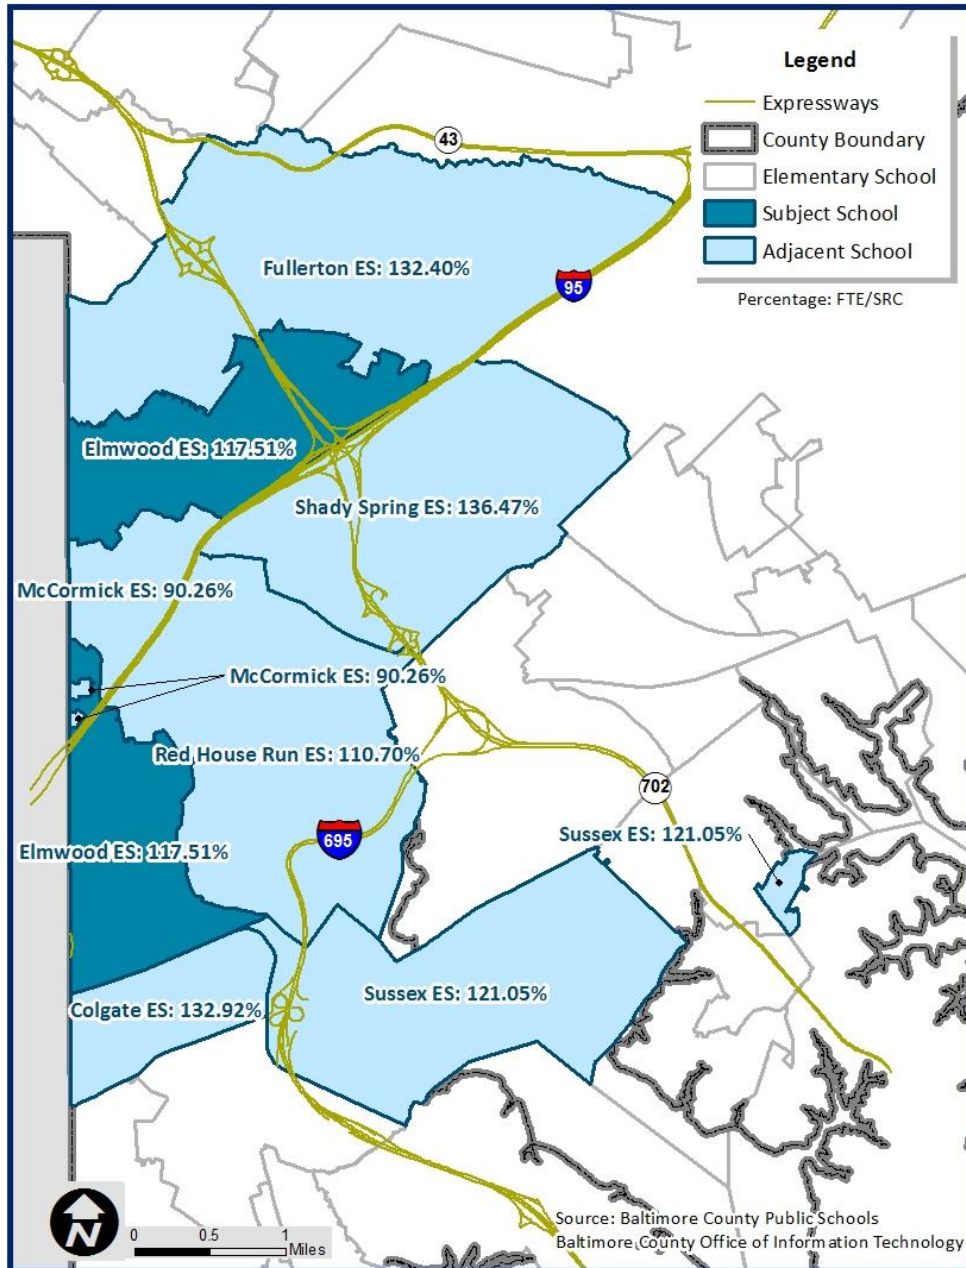 Legend
Expressways
County Boundary
Elementary School
Subject School
Adjacent School
Percentage: FTE/SRC
43
Fullerton ES: 132.40%
95
Elmwood ES: 117.51%
Shady Spring ES: 136.47%
McCormick ES: 90.26%
McCormick ES: 90.26%
Red House Run ES: 110.70%
702
695
Sussex ES: 121.05%
Elmwood ES: 117.51%
Sussex ES: 121.05%
Colgate ES: 132.92%
N
0 0.5 1
Miles
Source: Baltimore County Public Schools
Baltimore County Office of Information Technology